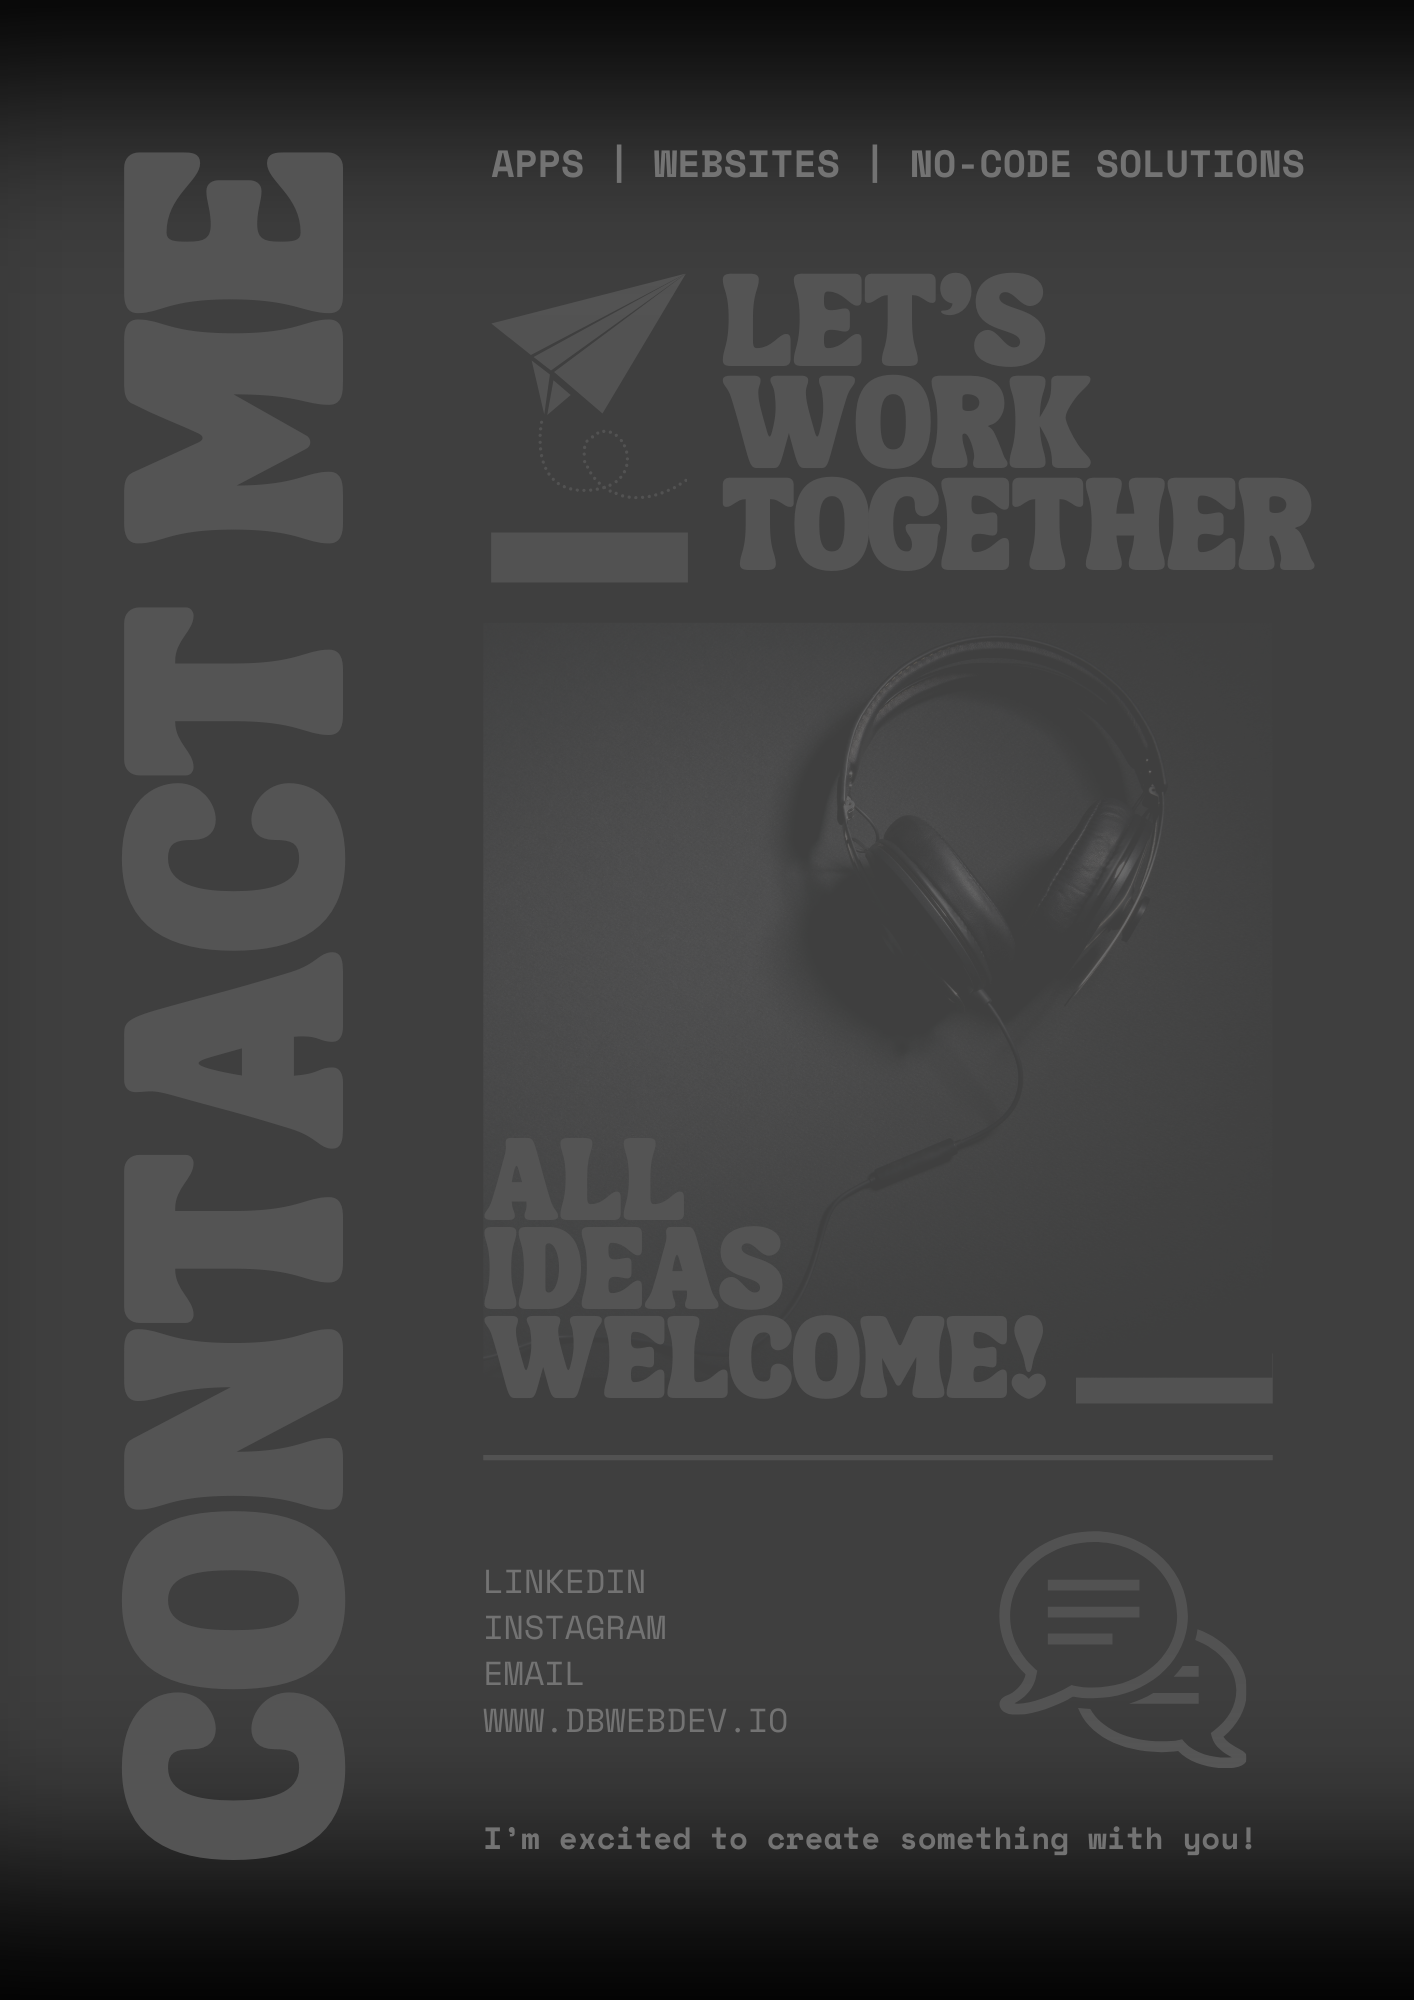 CONTACT ME
APPS | WEBSITES | NO-CODE SOLUTIONS
LET’S
WORK
TOGETHER
ALL
IDEAS
WELCOME!
LINKEDIN
INSTAGRAM
EMAIL
WWW.DBWEBDEV.IO
I’m excited to create something with you!